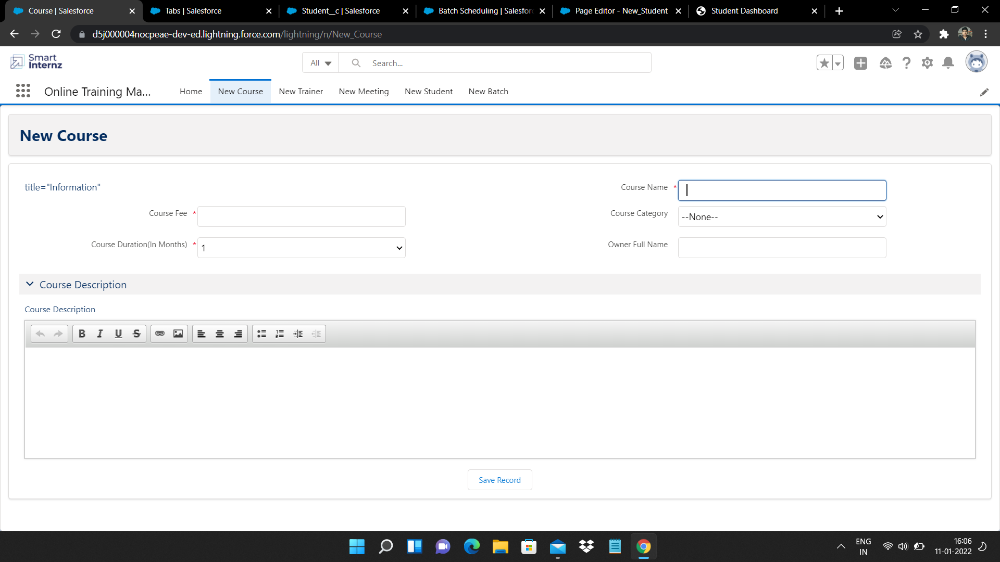 Course | Salesforce
Tabs | Salesforce
Student__c | Salesforce
Batch Scheduling | Salesfor
Page Editor - New_Student
Student Dashboard
d5j000004nocpeae-dev-ed.lightning.force.com/lightning/n/New_Course
Smart
Internz
All
Search...
Online Training Ma...
Home
New Course
New Trainer
New Meeting
New Student
New Batch
New Course
title="Information"
Course Name *
Course Fee *
Course Category
--None--
Course Duration(In Months) *
1
Owner Full Name
Course Description
Course Description
B I U S
Save Record
ENG
IN
16:06
11-01-2022